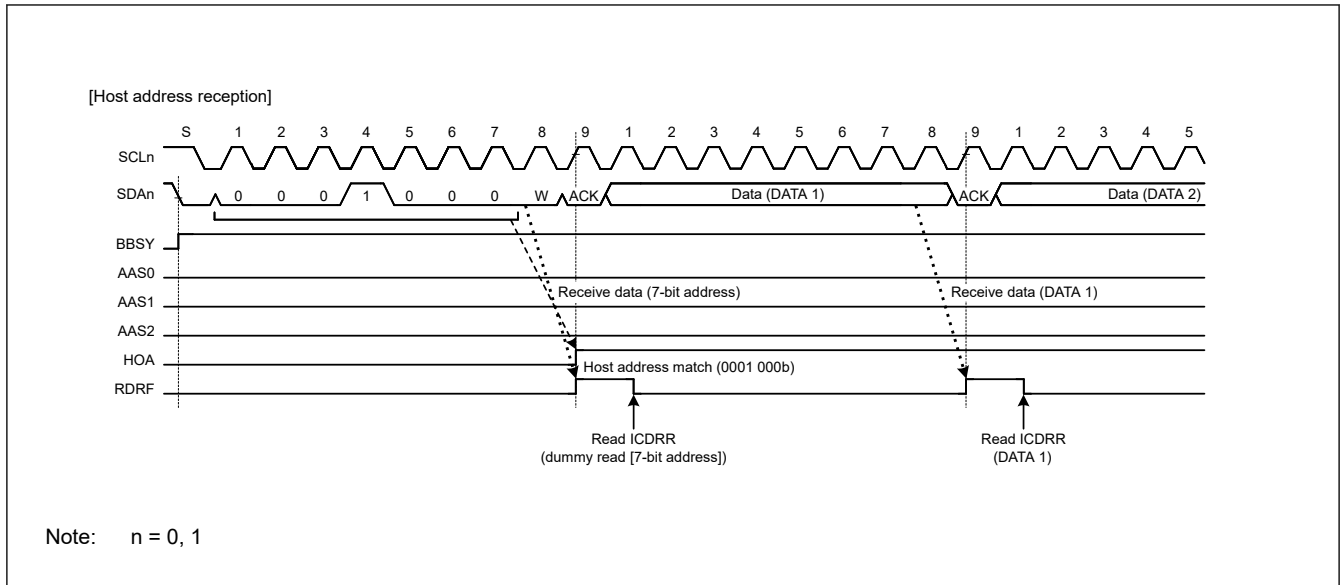 [Host address reception]
S 1 2 3 4 5 6 7 8 9 1 2 3 4 5 6 7 8 9 1 2 3 4 5
SCLn
SDAn 0 0 0 1 0 0 0 W ACK Data (DATA 1) ACK Data (DATA 2)
BBSY
AAS0
Receive data (7-bit address) Receive data (DATA 1)
AAS1
AAS2
HOA
Host address match (0001 000b)
RDRF
Read ICDRR Read ICDRR
(dummy read [7-bit address]) (DATA 1)
Note: n = 0, 1